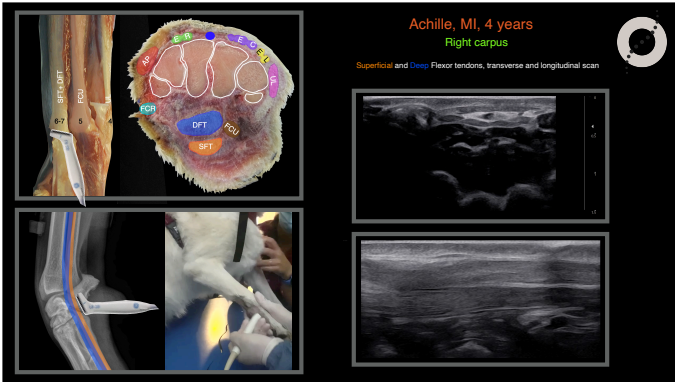 Achille, MI, 4 years
Right carpus
Superficial and Deep Flexor tendons, transverse and longitudinal scan
SFT+ DFT
FCU
UL
6-7
5
4
AP
E
R
E
C
E
L
UL
FCR
DFT
FCU
SFT